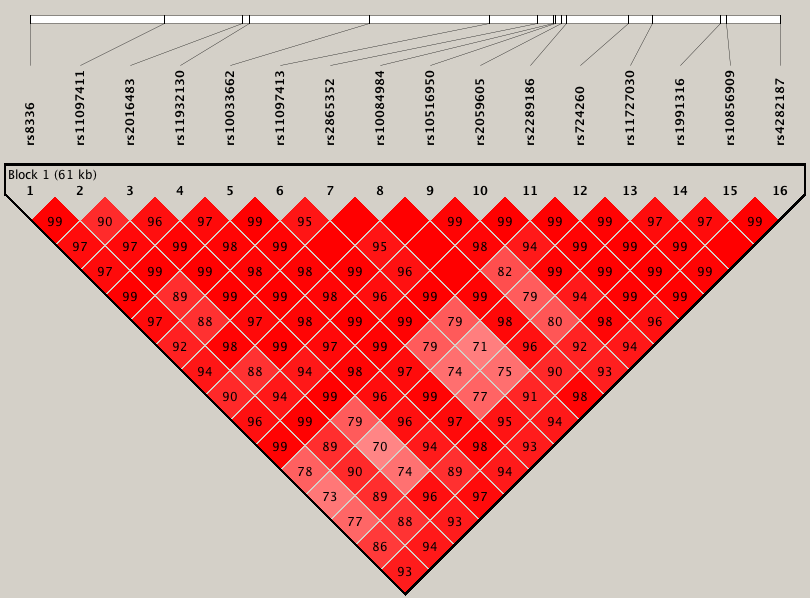 rs8336
rs11097411
rs2016483
rs11932130
rs10033662
rs11097413
rs2865352
rs10084984
rs10516950
rs2059605
rs2289186
rs724260
rs11727030
rs1991316
rs10856909
rs4282187
Block 1 (61 kb)
1 2 3 4 5 6 7 8 9 10 11 12 13 14 15 16
99 90 96 97 99 95 99 99 99 99 97 97 99
97 97 99 98 99 95 98 94 99 99 99
97 99 99 98 98 99 96 82 99 99 99 99
99 89 99 99 98 96 99 99 79 94 99 99
97 88 97 98 99 99 79 98 80 98 96
92 98 99 97 99 79 71 96 92 94
94 88 94 98 97 74 75 90 93
90 94 99 96 99 77 91 98
96 99 79 96 97 95 94
99 89 70 94 98 93
78 90 74 89 94
73 89 96 97
77 88 93
86 94
93